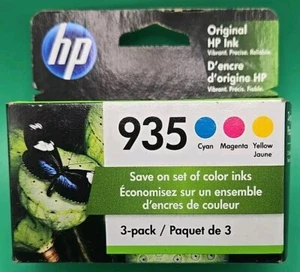 hp
Original
HP Ink
Vibrant. Precise. Reliable.
D'encre
d'origine HP
Vibrant. Précis. Fiable.
935
Cyan
Magenta
Yellow
Jaune
Save on set of color inks
Économisez sur un ensemble
d'encres de couleur
3-pack / Paquet de 3